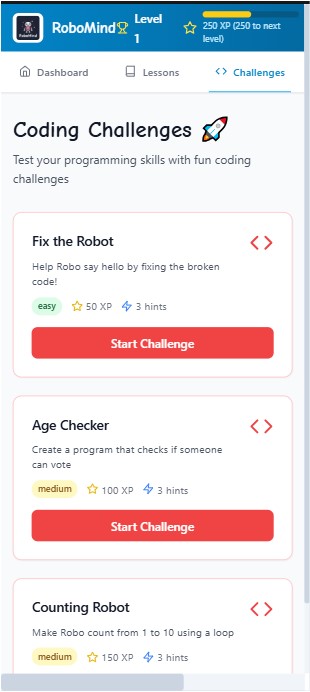 RoboMind
RoboMind
Level
1
250 XP (250 to next
level)
Dashboard
Lessons
Challenges
Coding Challenges 🚀
Test your programming skills with fun coding
challenges
Fix the Robot
Help Robo say hello by fixing the broken
code!
easy 50 XP 3 hints
Start Challenge
Age Checker
Create a program that checks if someone
can vote
medium 100 XP 3 hints
Start Challenge
Counting Robot
Make Robo count from 1 to 10 using a loop
medium 150 XP 3 hints